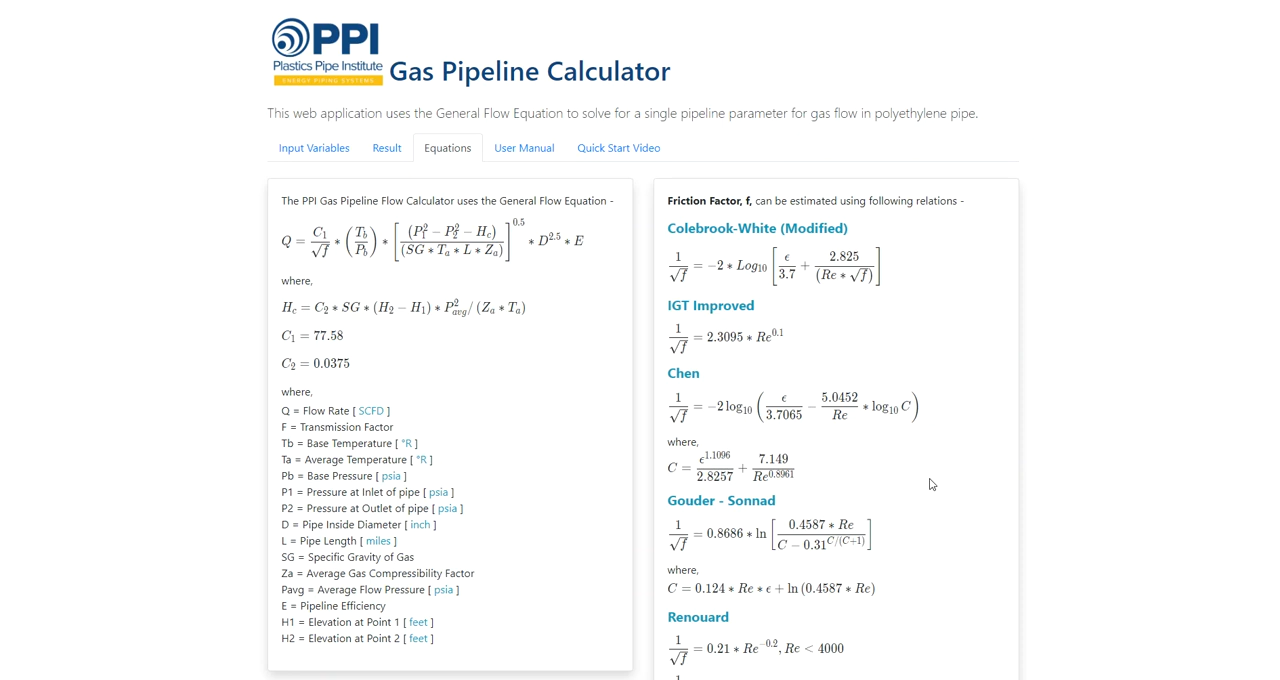 PPI
Plastics Pipe Institute
ENERGY PIPING SYSTEMS
Gas Pipeline Calculator
This web application uses the General Flow Equation to solve for a single pipeline parameter for gas flow in polyethylene pipe.
Input Variables Result Equations User Manual Quick Start Video
The PPI Gas Pipeline Flow Calculator uses the General Flow Equation -
Q = C₁/√f * (T_b/P_b) * [(P₁² − P₂² − H_c)/(SG * T_a * L * Z_a)]^0.5 * D^2.5 * E
where,
H_c = C₂ * SG * (H₂ − H₁) * P²_avg / (Z_a * T_a)
C₁ = 77.58
C₂ = 0.0375
where,
Q = Flow Rate [ SCFD ]
F = Transmission Factor
Tb = Base Temperature [ °R ]
Ta = Average Temperature [ °R ]
Pb = Base Pressure [ psia ]
P1 = Pressure at Inlet of pipe [ psia ]
P2 = Pressure at Outlet of pipe [ psia ]
D = Pipe Inside Diameter [ inch ]
L = Pipe Length [ miles ]
SG = Specific Gravity of Gas
Za = Average Gas Compressibility Factor
Pavg = Average Flow Pressure [ psia ]
E = Pipeline Efficiency
H1 = Elevation at Point 1 [ feet ]
H2 = Elevation at Point 2 [ feet ]
Friction Factor, f, can be estimated using following relations -
Colebrook-White (Modified)
1/√f = −2 * Log₁₀ [ϵ/3.7 + 2.825/(Re * √f)]
IGT Improved
1/√f = 2.3095 * Re^0.1
Chen
1/√f = −2 log₁₀ (ϵ/3.7065 − 5.0452/Re * log₁₀ C)
where,
C = ϵ^1.1096/2.8257 + 7.149/Re^0.8961
Gouder - Sonnad
1/√f = 0.8686 * ln [0.4587 * Re/(C − 0.31^C/(C+1))]
where,
C = 0.124 * Re * ϵ + ln (0.4587 * Re)
Renouard
1/√f = 0.21 * Re^−0.2, Re < 4000
1